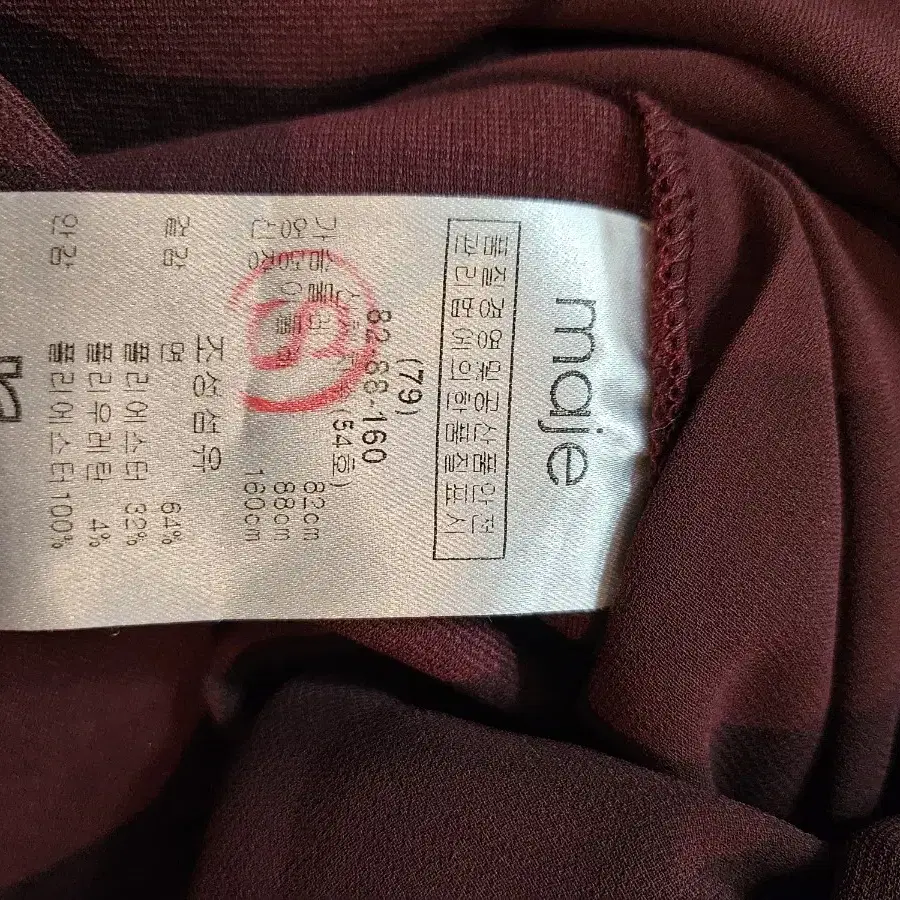 maje
품질경영및공산품안전
관리법에의한품질표시
(79)
82-88-160
(54호)
가슴둘레 82cm
엉덩이둘레 88cm
신장 160cm
S
조성섬유
겉감 면 64%
폴리에스터 32%
폴리우레탄 4%
안감 폴리에스터 100%